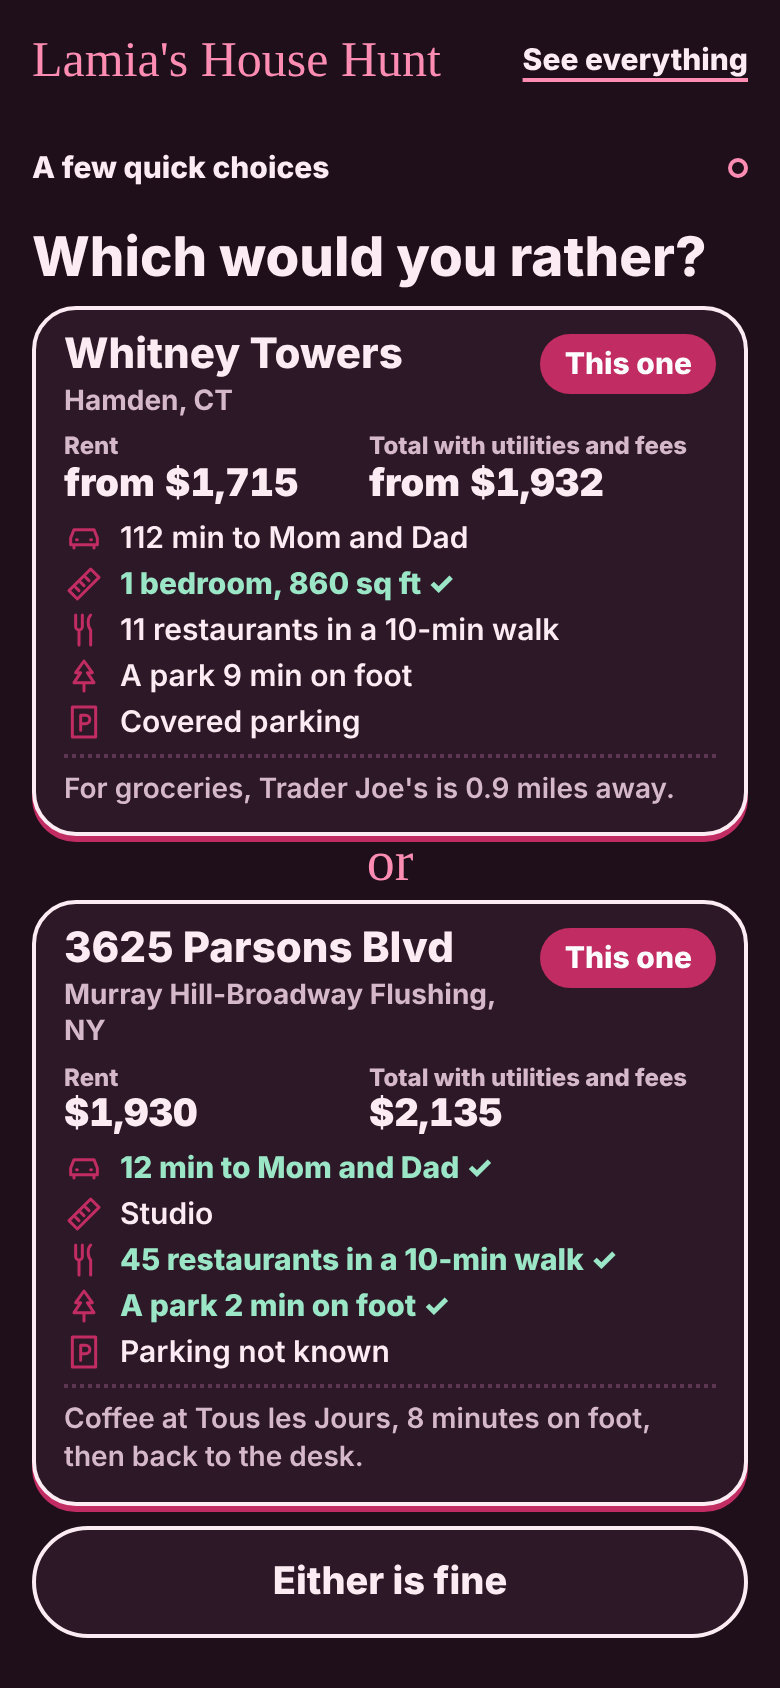 Lamia's House Hunt
See everything
A few quick choices
Which would you rather?
Whitney Towers
This one
Hamden, CT
Rent
Total with utilities and fees
from $1,715
from $1,932
112 min to Mom and Dad
1 bedroom, 860 sq ft ✓
11 restaurants in a 10-min walk
A park 9 min on foot
P Covered parking
For groceries, Trader Joe's is 0.9 miles away.
or
3625 Parsons Blvd
This one
Murray Hill-Broadway Flushing,
NY
Rent
Total with utilities and fees
$1,930
$2,135
12 min to Mom and Dad ✓
Studio
45 restaurants in a 10-min walk ✓
A park 2 min on foot ✓
P Parking not known
Coffee at Tous les Jours, 8 minutes on foot,
then back to the desk.
Either is fine